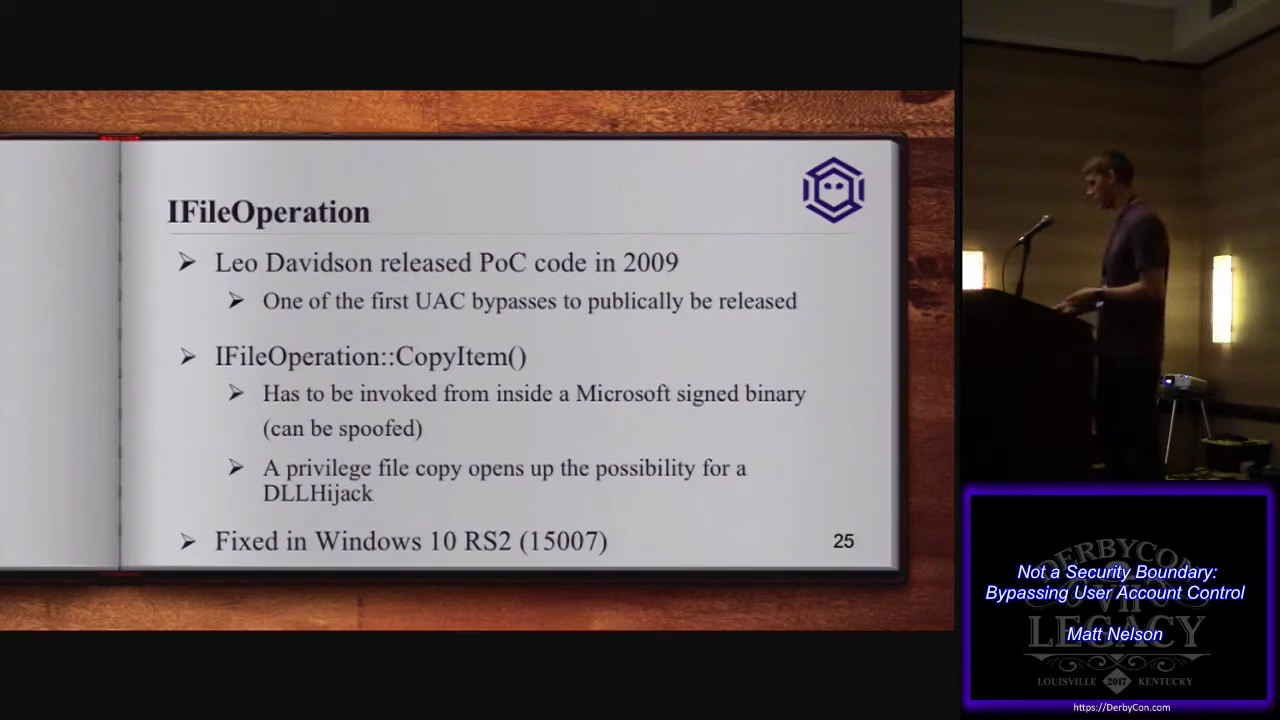 IFileOperation
➢ Leo Davidson released PoC code in 2009
➢ One of the first UAC bypasses to publically be released
➢ IFileOperation::CopyItem()
➢ Has to be invoked from inside a Microsoft signed binary
(can be spoofed)
➢ A privilege file copy opens up the possibility for a
DLLHijack
➢ Fixed in Windows 10 RS2 (15007)
25
DERBYCON
VII
LEGACY
LOUISVILLE 2017 KENTUCKY
Not a Security Boundary:
Bypassing User Account Control
Matt Nelson
https://DerbyCon.com